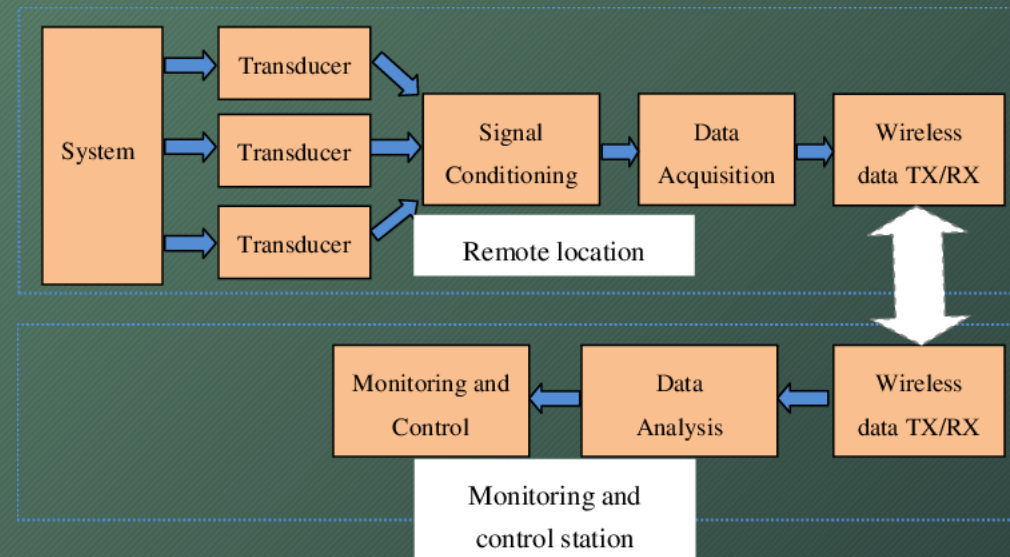 Transducer
System
Transducer
Transducer
Signal
Conditioning
Data
Acquisition
Wireless
data TX/RX
Remote location
Monitoring and
Control
Data
Analysis
Wireless
data TX/RX
Monitoring and
control station